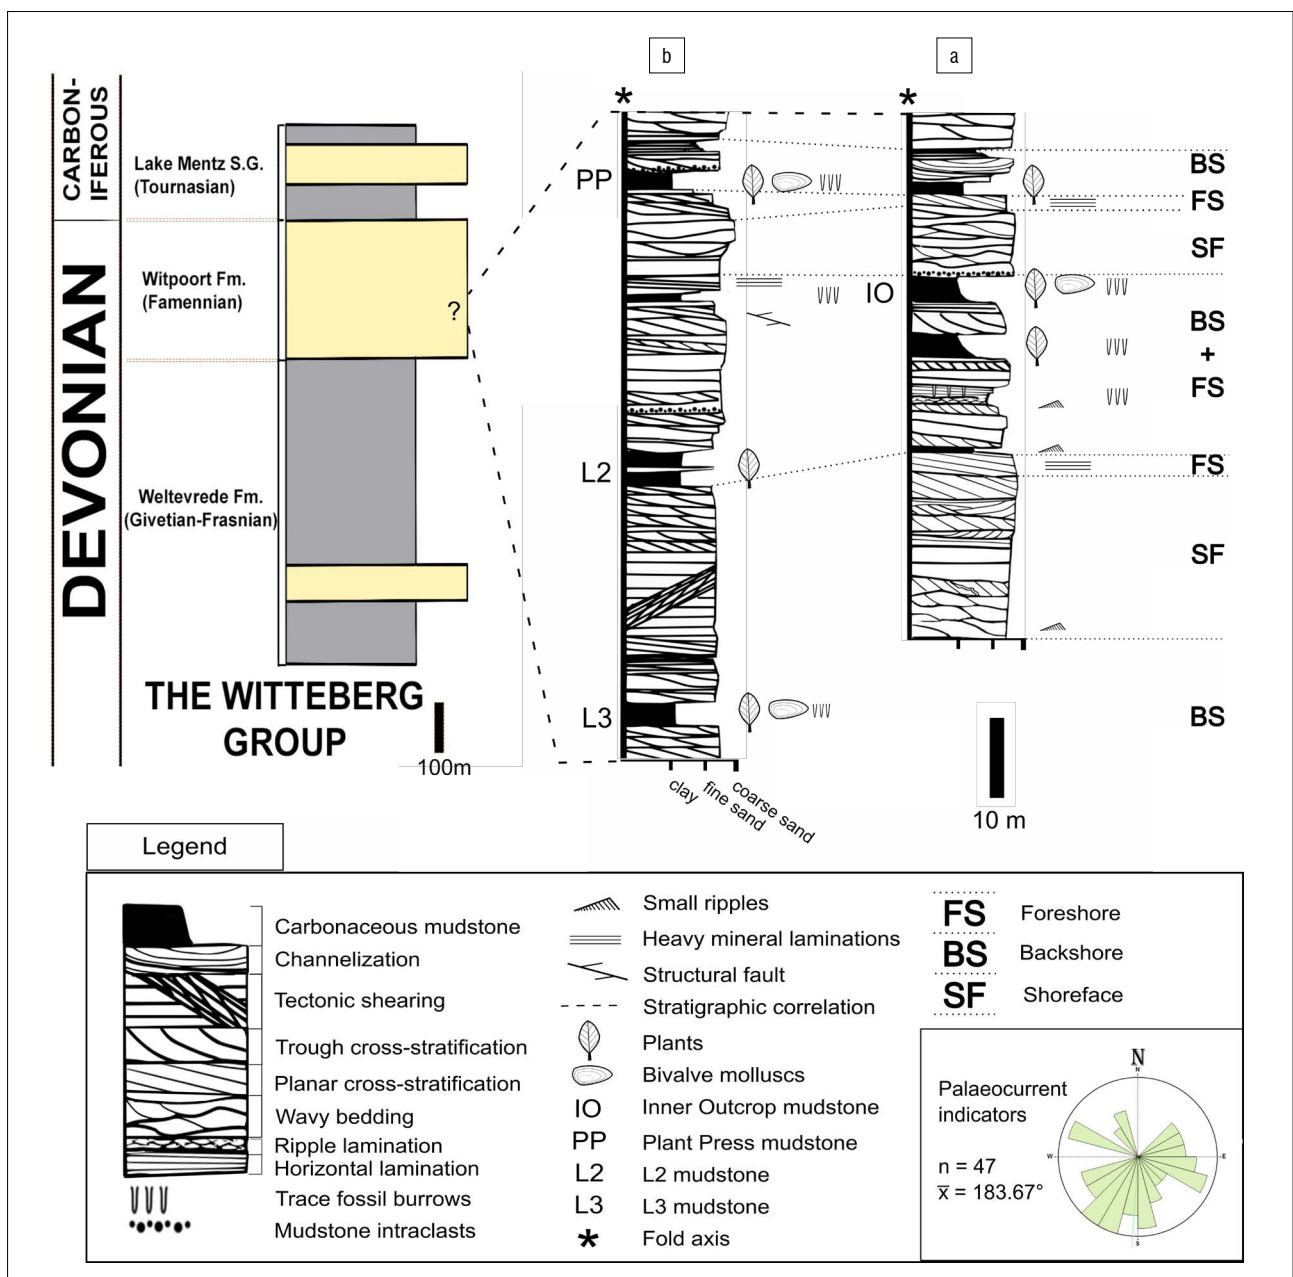 b
a
CARBON-
IFEROUS
DEVONIAN
Lake Mentz S.G.
(Tournasian)
Witpoort Fm.
(Famennian)
?
Weltevrede Fm.
(Givetian-Frasnian)
THE WITTEBERG
GROUP
100m
*
PP
L2
L3
clay
fine sand
coarse sand
*
IO
BS
FS
SF
BS
+
FS
FS
SF
BS
10 m
Legend
Carbonaceous mudstone
Channelization
Tectonic shearing
Trough cross-stratification
Planar cross-stratification
Wavy bedding
Ripple lamination
Horizontal lamination
Trace fossil burrows
Mudstone intraclasts
Small ripples
Heavy mineral laminations
Structural fault
Stratigraphic correlation
Plants
Bivalve molluscs
IO Inner Outcrop mudstone
PP Plant Press mudstone
L2 L2 mudstone
L3 L3 mudstone
* Fold axis
FS Foreshore
BS Backshore
SF Shoreface
Palaeocurrent
indicators
n = 47
x̅ = 183.67°
N
N
W
E
S